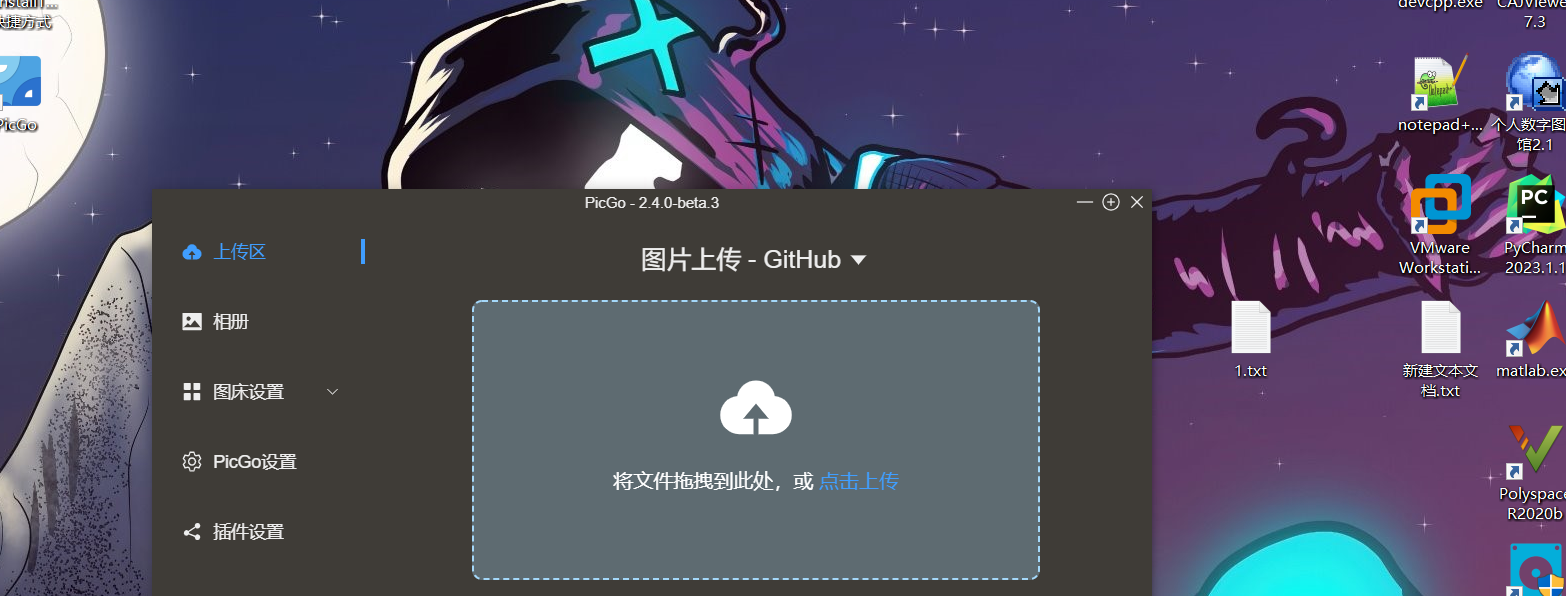 快捷方式
PicGo
PicGo - 2.4.0-beta.3
上传区
相册
图床设置
PicGo设置
插件设置
图片上传 - GitHub
将文件拖拽到此处，或 点击上传
devcpp.exe
CAJViewe
7.3
notepad+...
个人数字图
馆2.1
VMware
Workstati...
PC
PyCharm
2023.1.1
1.txt
新建文本文
档.txt
matlab.ex
Polyspace
R2020b